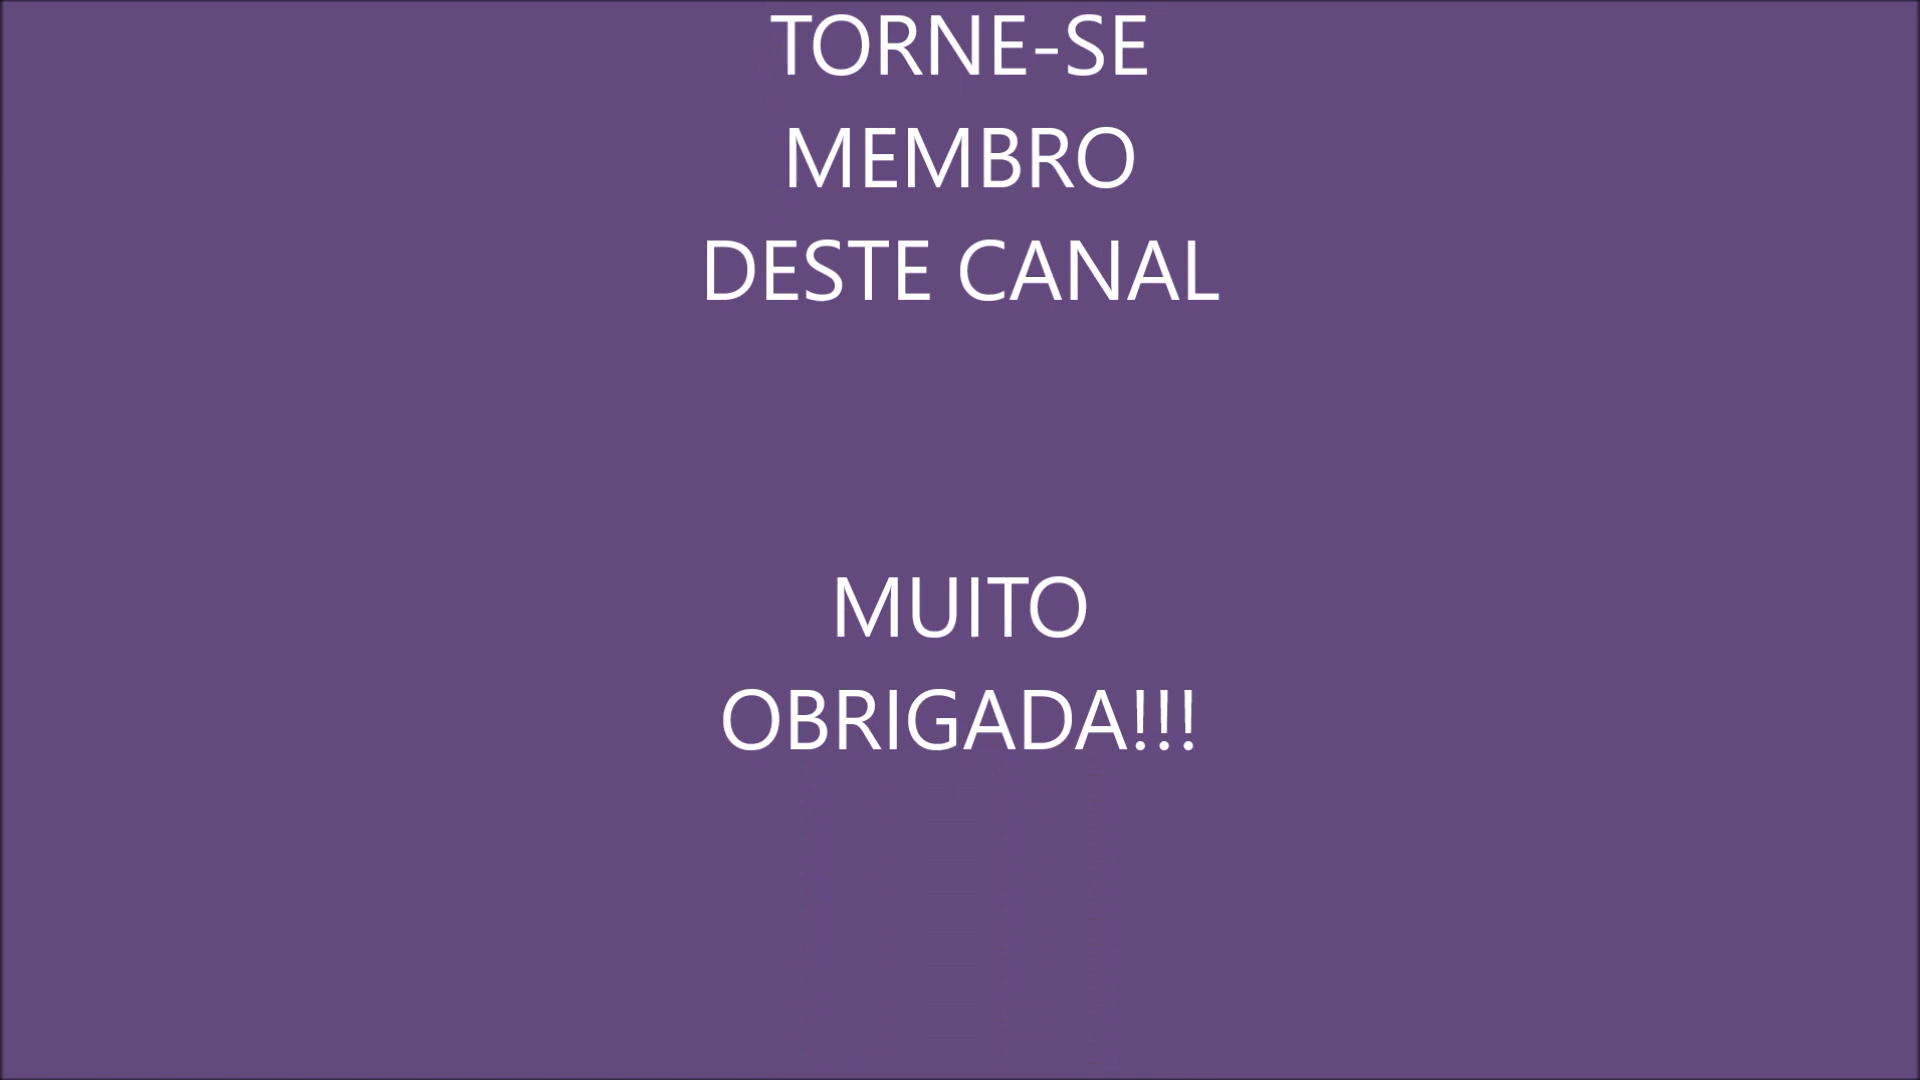 TORNE-SE
MEMBRO
DESTE CANAL
MUITO
OBRIGADA!!!